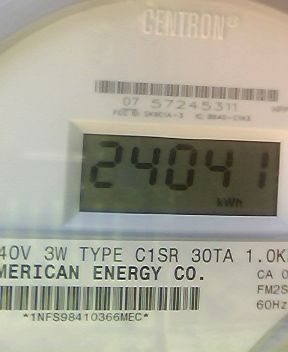 CENTRON®
07 57245311
24041
kWh
40V 3W TYPE C1SR 30TA 1.0K
MERICAN ENERGY CO.
CA 0
FM2S
60Hz
*1NFS98410366MEC*